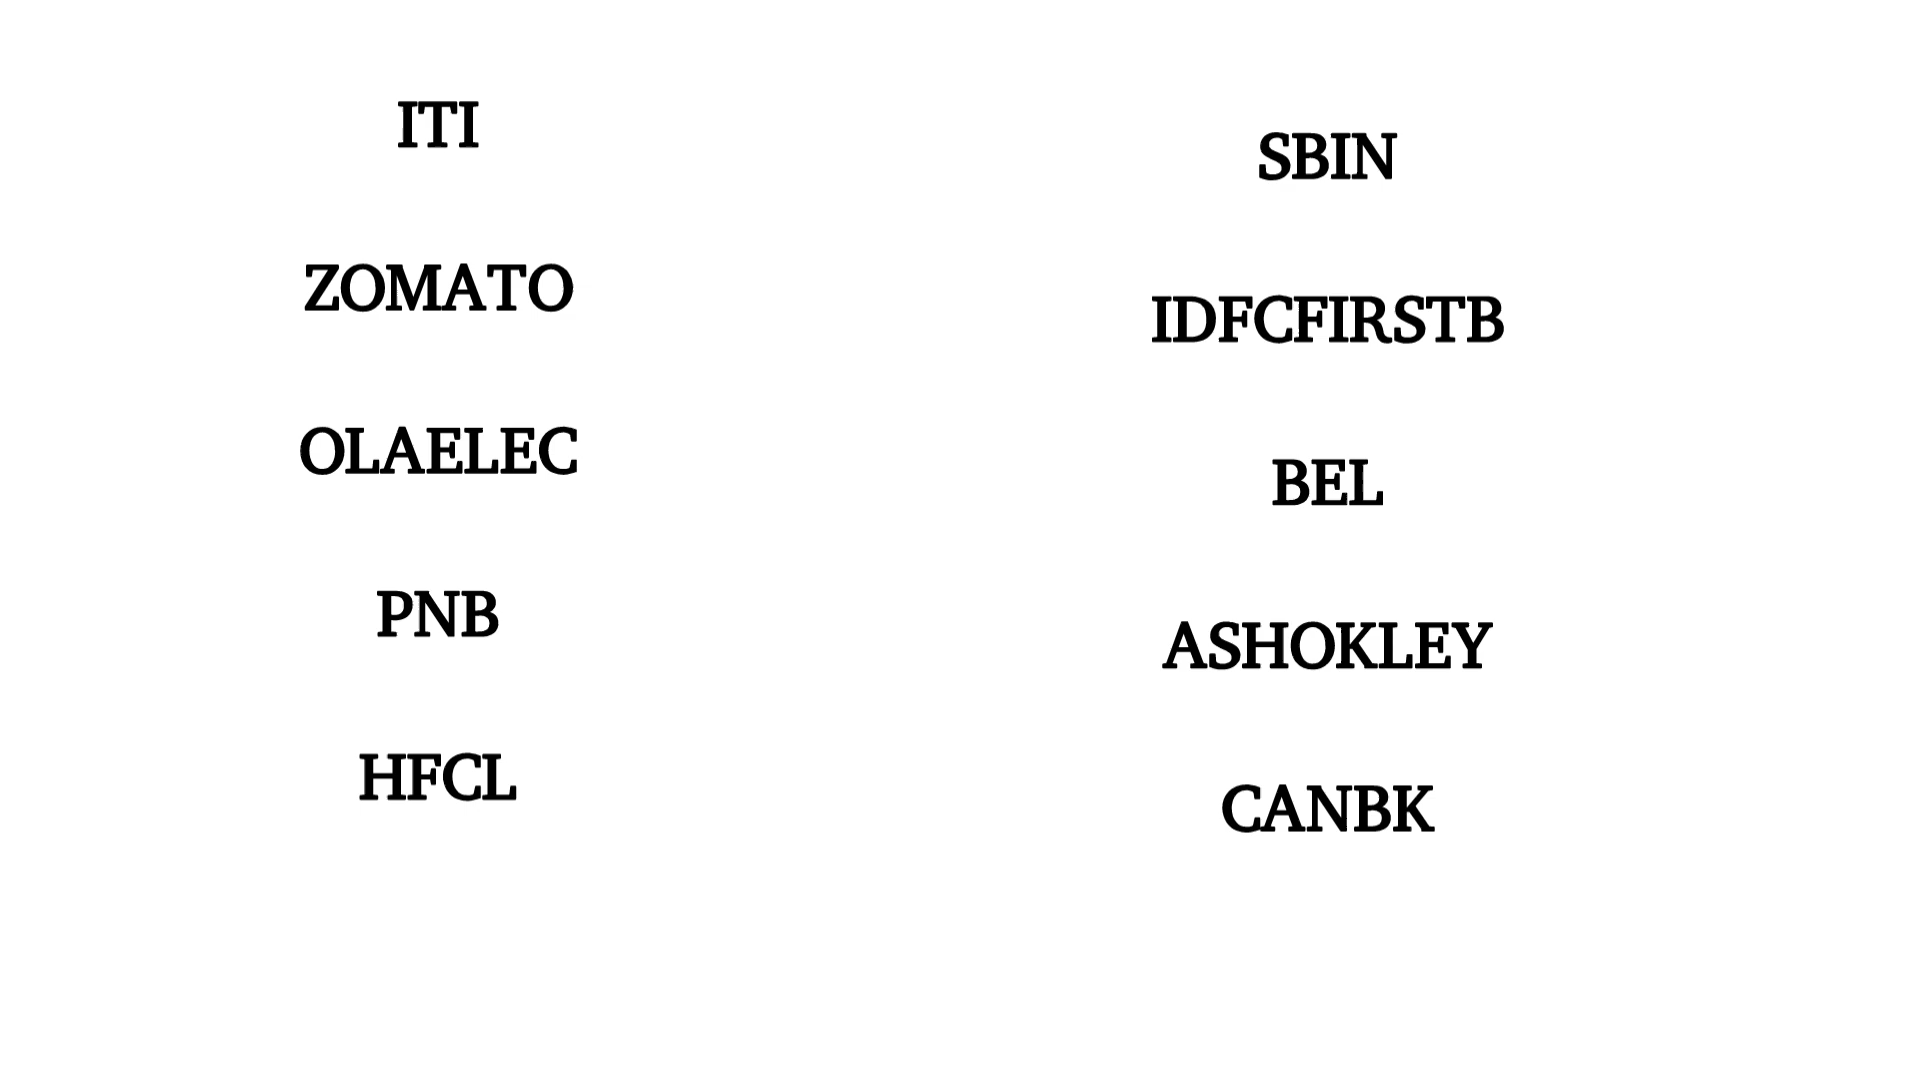 ITI
ZOMATO
OLAELEC
PNB
HFCL
SBIN
IDFCFIRSTB
BEL
ASHOKLEY
CANBK